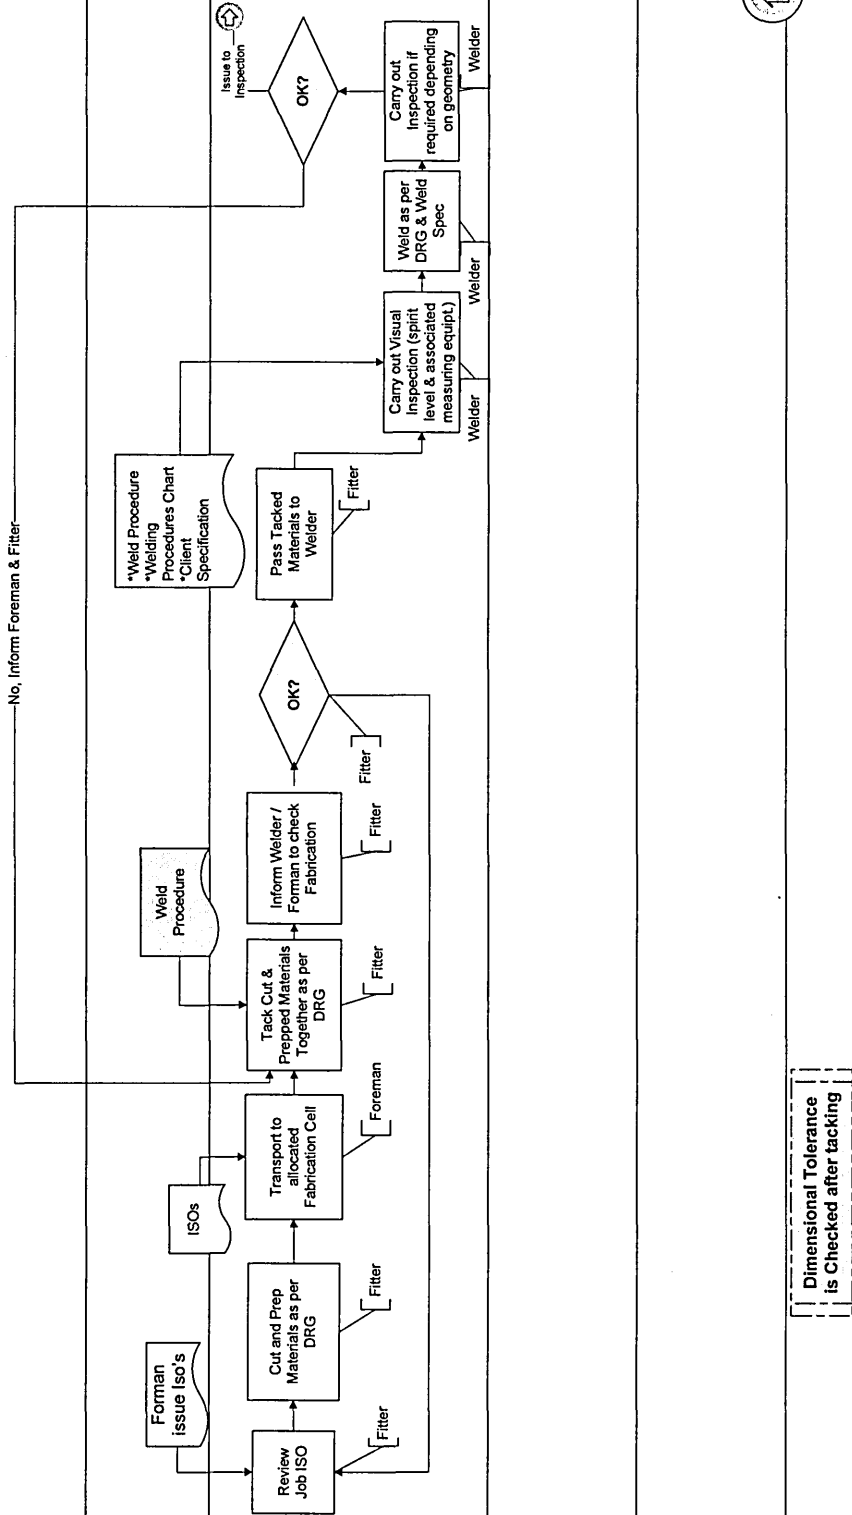 Issue to
Inspection
OK?
Carry out
Inspection if
required depending
on geometry
Welder
Weld as per
DRG & Weld
Spec
Welder
Carry out Visual
Inspection (spirit
level & associated
measuring equipt.)
Welder
No, Inform Foreman & Fitter
*Weld Procedure
*Welding
Procedures Chart
*Client
Specification
Pass Tacked
Materials to
Welder
Fitter
OK?
Fitter
Inform Welder /
Forman to check
Fabrication
Fitter
Weld
Procedure
Tack Cut &
Prepped Materials
Together as per
DRG
Fitter
Transport to
allocated
Fabrication Cell
Foreman
ISOs
Cut and Prep
Materials as per
DRG
Fitter
Forman
issue Iso's
Review
Job ISO
Fitter
Dimensional Tolerance
is Checked after tacking